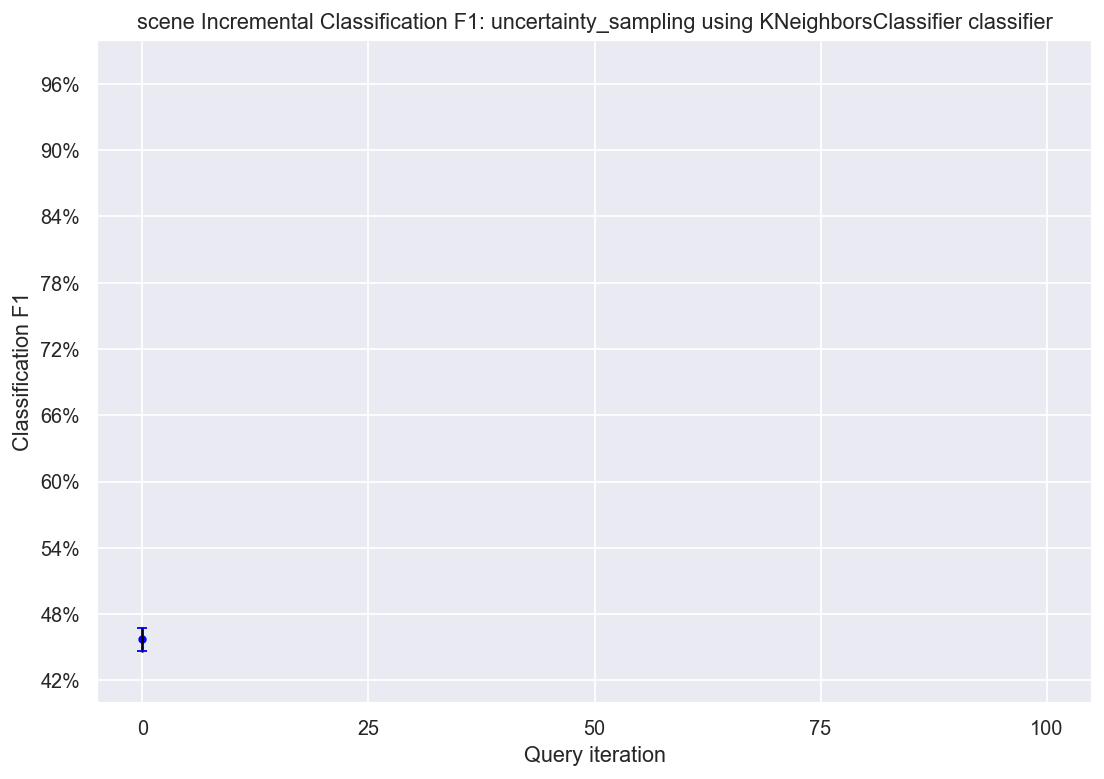 scene Incremental Classification F1: uncertainty_sampling using KNeighborsClassifier classifier
96%
90%
84%
78%
72%
66%
60%
54%
48%
42%
Classification F1
0 25 50 75 100
Query iteration